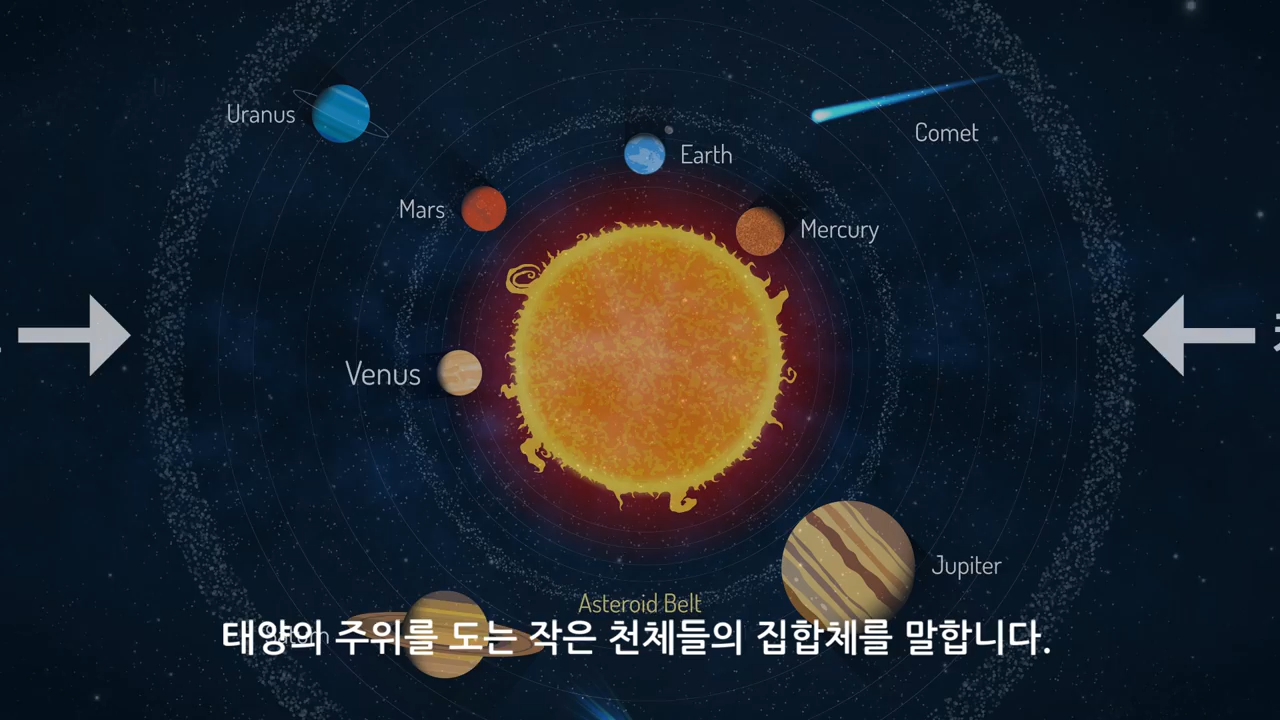 Uranus
Comet
Earth
Mars
Mercury
Venus
Jupiter
Asteroid Belt
Saturn
태양의 주위를 도는 작은 천체들의 집합체를 말합니다.